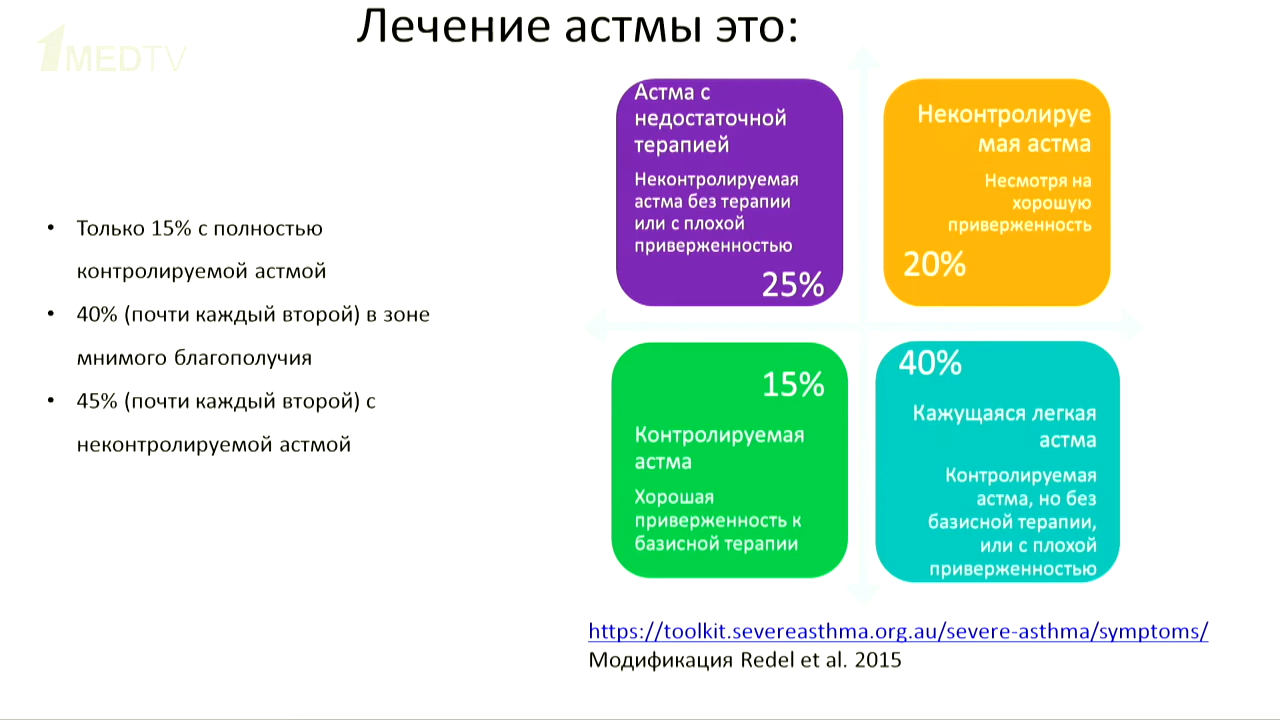 Лечение астмы это:
1MEDTV
• Только 15% с полностью
контролируемой астмой
• 40% (почти каждый второй) в зоне
мнимого благополучия
• 45% (почти каждый второй) с
неконтролируемой астмой
Астма с
недостаточной
терапией
Неконтролируемая
астма без терапии
или с плохой
приверженностью
25%
Неконтролируе
мая астма
Несмотря на
хорошую
приверженность
20%
15%
Контролируемая
астма
Хорошая
приверженность к
базисной терапии
40%
Кажущаяся легкая
астма
Контролируемая
астма, но без
базисной терапии,
или с плохой
приверженностью
https://toolkit.severeasthma.org.au/severe-asthma/symptoms/
Модификация Redel et al. 2015